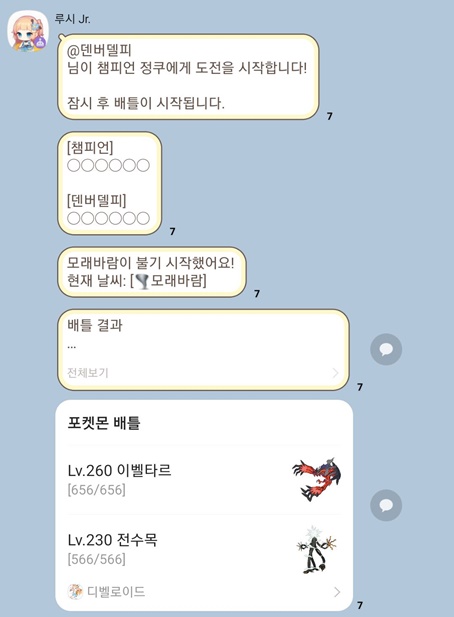 루시 Jr.
@덴버델피
님이 챔피언 정쿠에게 도전을 시작합니다!
잠시 후 배틀이 시작됩니다.
7
[챔피언]
○○○○○○
[덴버델피]
○○○○○○
7
모래바람이 불기 시작했어요!
현재 날씨: [🌪모래바람]
7
배틀 결과
...
전체보기
7
포켓몬 배틀
Lv.260 이벨타르
[656/656]
Lv.230 전수목
[566/566]
디벨로이드
7